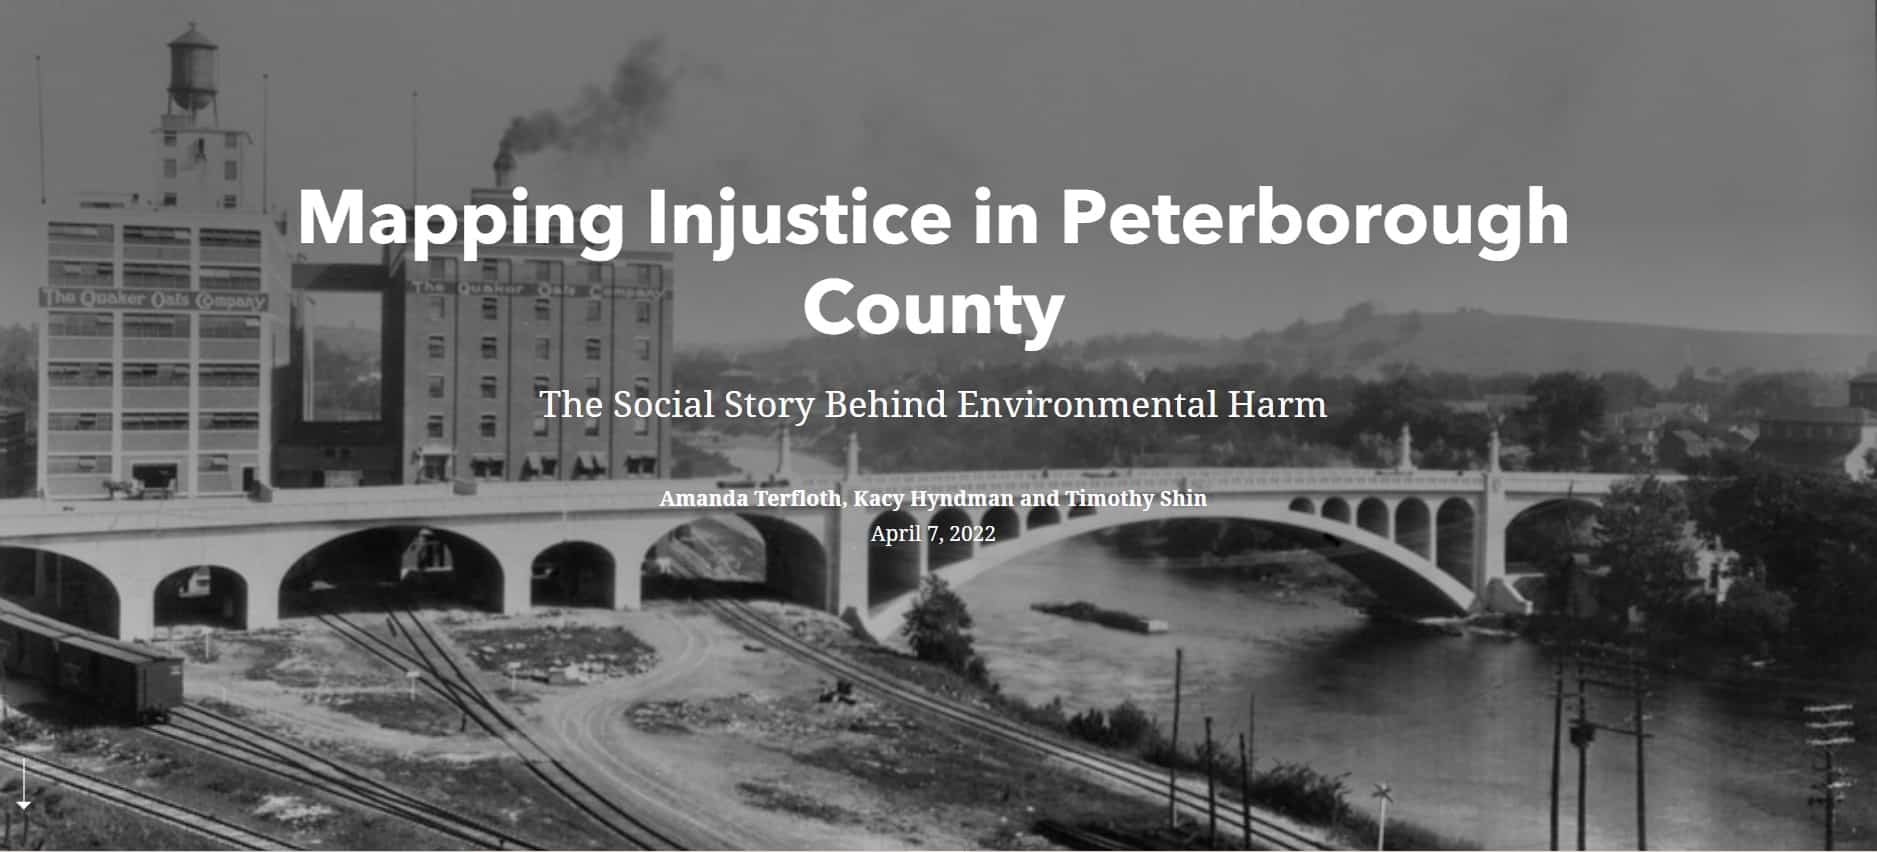 Mapping Injustice in Peterborough
County
The Social Story Behind Environmental Harm
Amanda Terfloth, Kacy Hyndman and Timothy Shin
April 7, 2022
The Quaker Oats Company
The Quaker Oats Company